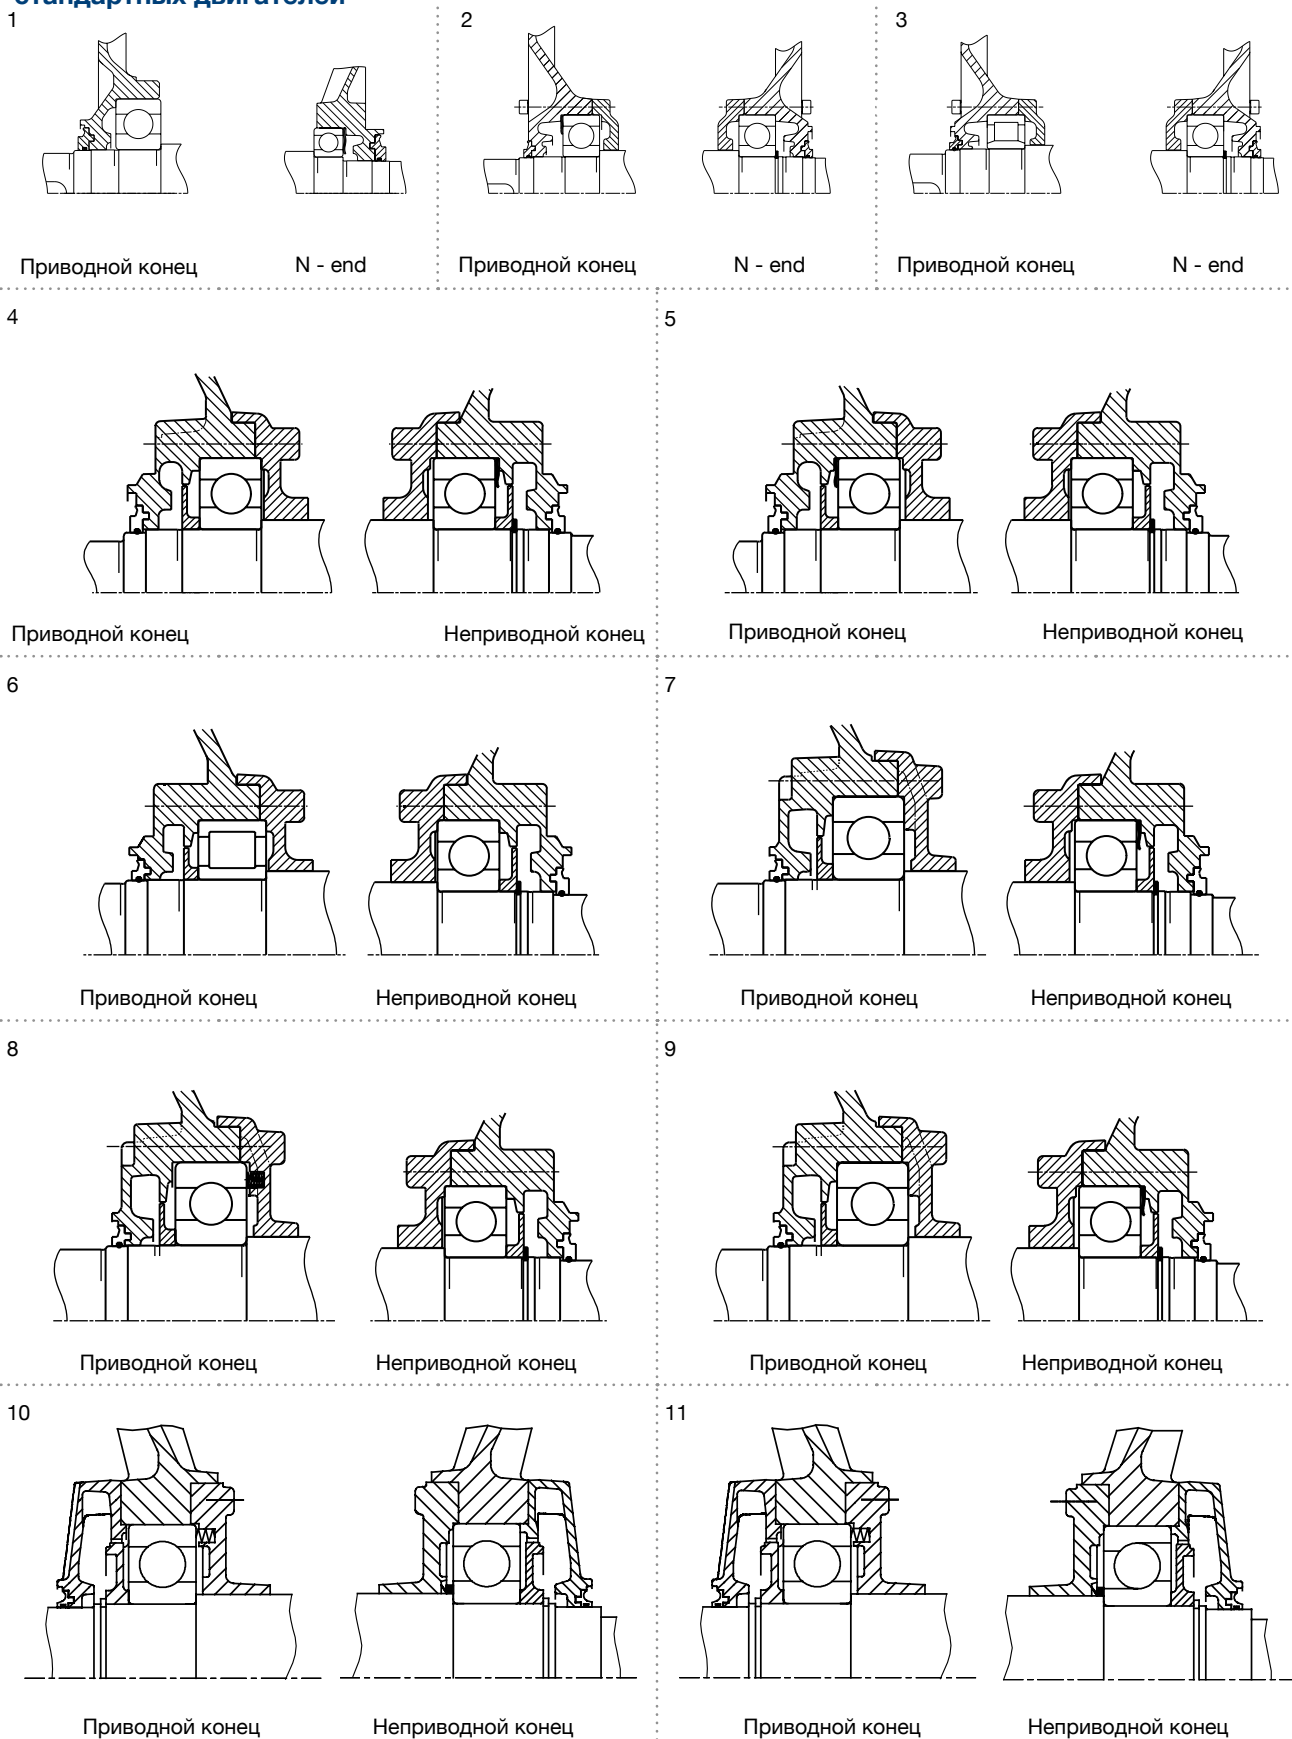 стандартных двигателей
1
2
3
Приводной конец
N - end
Приводной конец
N - end
Приводной конец
N - end
4
5
Приводной конец
Неприводной конец
Приводной конец
Неприводной конец
6
7
Приводной конец
Неприводной конец
Приводной конец
Неприводной конец
8
9
Приводной конец
Неприводной конец
Приводной конец
Неприводной конец
10
11
Приводной конец
Неприводной конец
Приводной конец
Неприводной конец